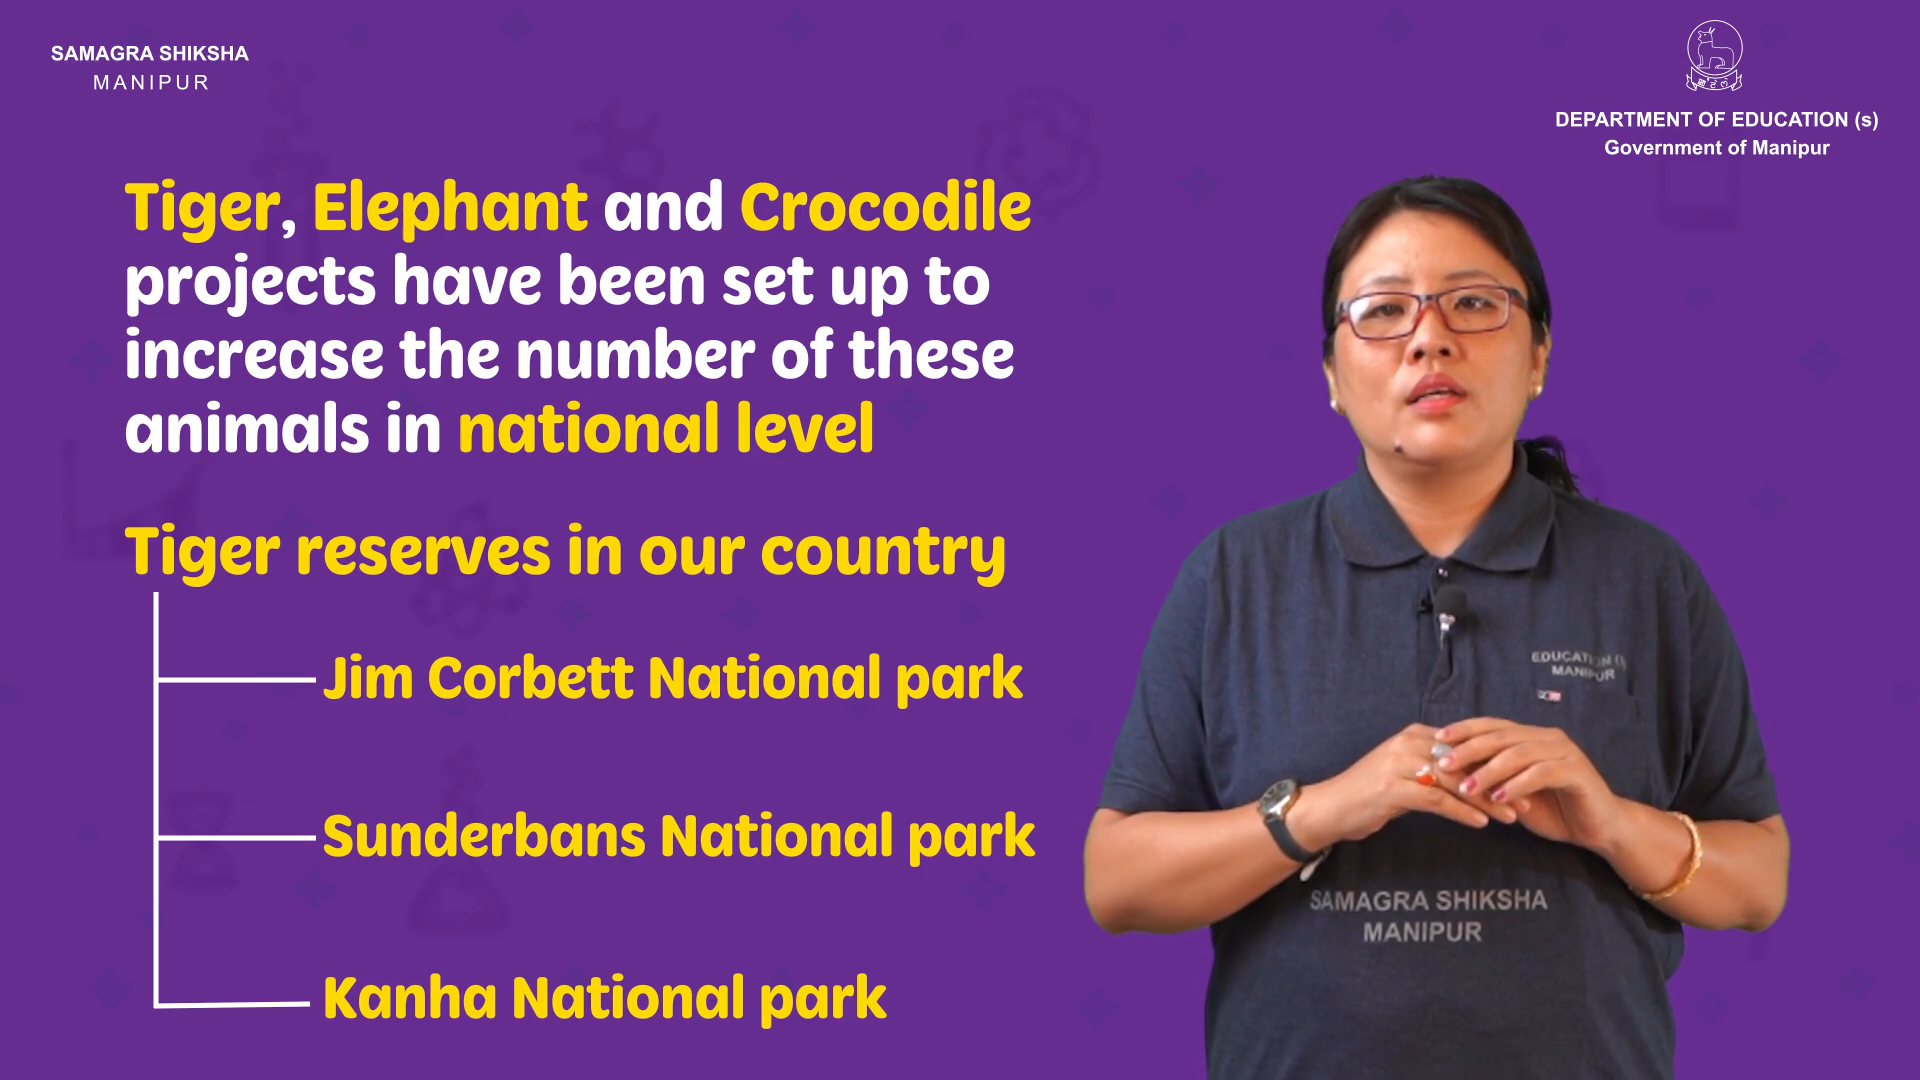 SAMAGRA SHIKSHA
MANIPUR
DEPARTMENT OF EDUCATION (s)
Government of Manipur
Tiger, Elephant and Crocodile
projects have been set up to
increase the number of these
animals in national level
Tiger reserves in our country
Jim Corbett National park
Sunderbans National park
Kanha National park
EDUCATION
MANIPUR
SAMAGRA SHIKSHA
MANIPUR